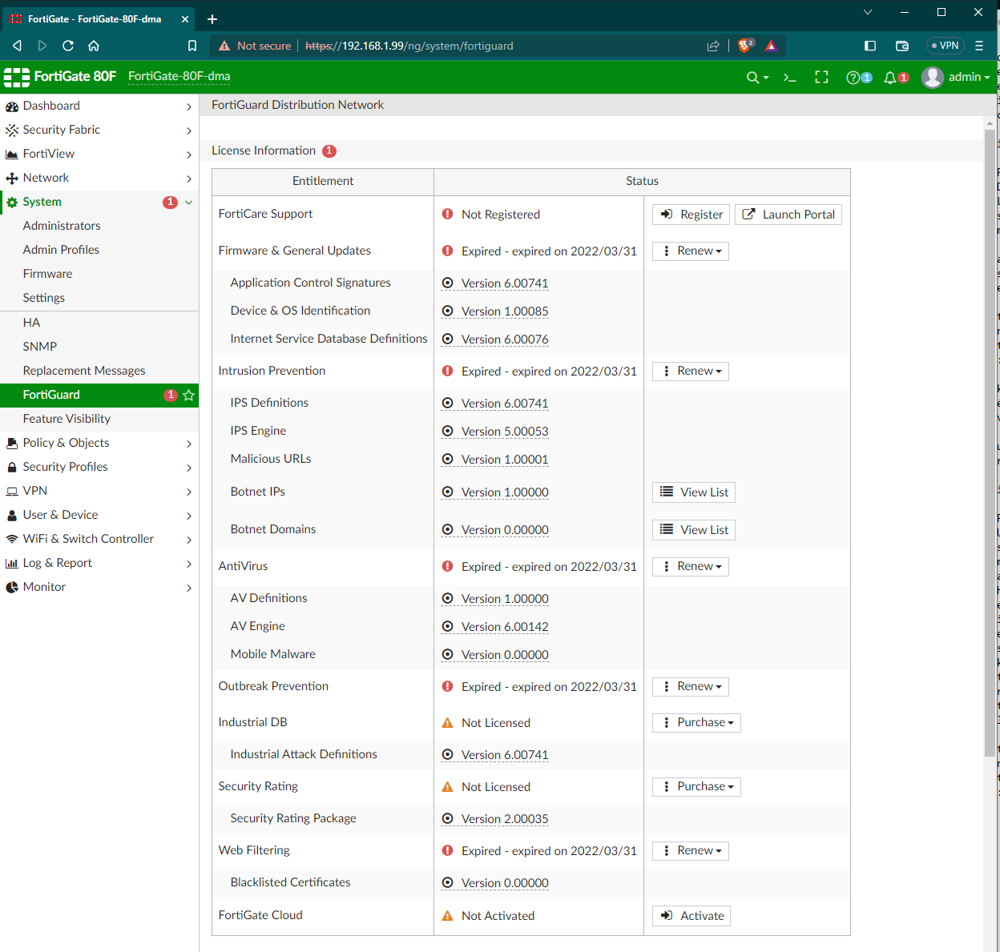 FortiGate - FortiGate-80F-dma
Not secure https://192.168.1.99/ng/system/fortiguard 2 VPN
FortiGate 80F FortiGate-80F-dma 1 1 admin
Dashboard
Security Fabric
FortiView
Network
System 1
Administrators
Admin Profiles
Firmware
Settings
HA
SNMP
Replacement Messages
FortiGuard 1
Feature Visibility
Policy & Objects
Security Profiles
VPN
User & Device
WiFi & Switch Controller
Log & Report
Monitor
FortiGuard Distribution Network
License Information 1
Entitlement Status
FortiCare Support Not Registered Register Launch Portal
Firmware & General Updates Expired - expired on 2022/03/31 Renew
Application Control Signatures Version 6.00741
Device & OS Identification Version 1.00085
Internet Service Database Definitions Version 6.00076
Intrusion Prevention Expired - expired on 2022/03/31 Renew
IPS Definitions Version 6.00741
IPS Engine Version 5.00053
Malicious URLs Version 1.00001
Botnet IPs Version 1.00000 View List
Botnet Domains Version 0.00000 View List
AntiVirus Expired - expired on 2022/03/31 Renew
AV Definitions Version 1.00000
AV Engine Version 6.00142
Mobile Malware Version 0.00000
Outbreak Prevention Expired - expired on 2022/03/31 Renew
Industrial DB Not Licensed Purchase
Industrial Attack Definitions Version 6.00741
Security Rating Not Licensed Purchase
Security Rating Package Version 2.00035
Web Filtering Expired - expired on 2022/03/31 Renew
Blacklisted Certificates Version 0.00000
FortiGate Cloud Not Activated Activate